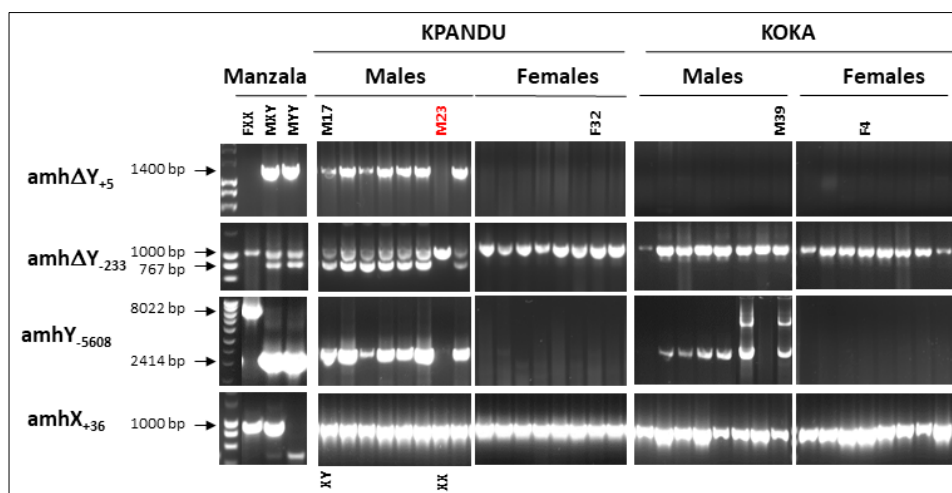 KPANDU KOKA
Manzala Males Females Males Females
FXX MXY MYY M17 M23 F32 M39 F4
amhΔY+5 1400 bp
amhΔY-233 1000 bp
767 bp
8022 bp
amhY-5608
2414 bp
amhX+36 1000 bp
XY XX